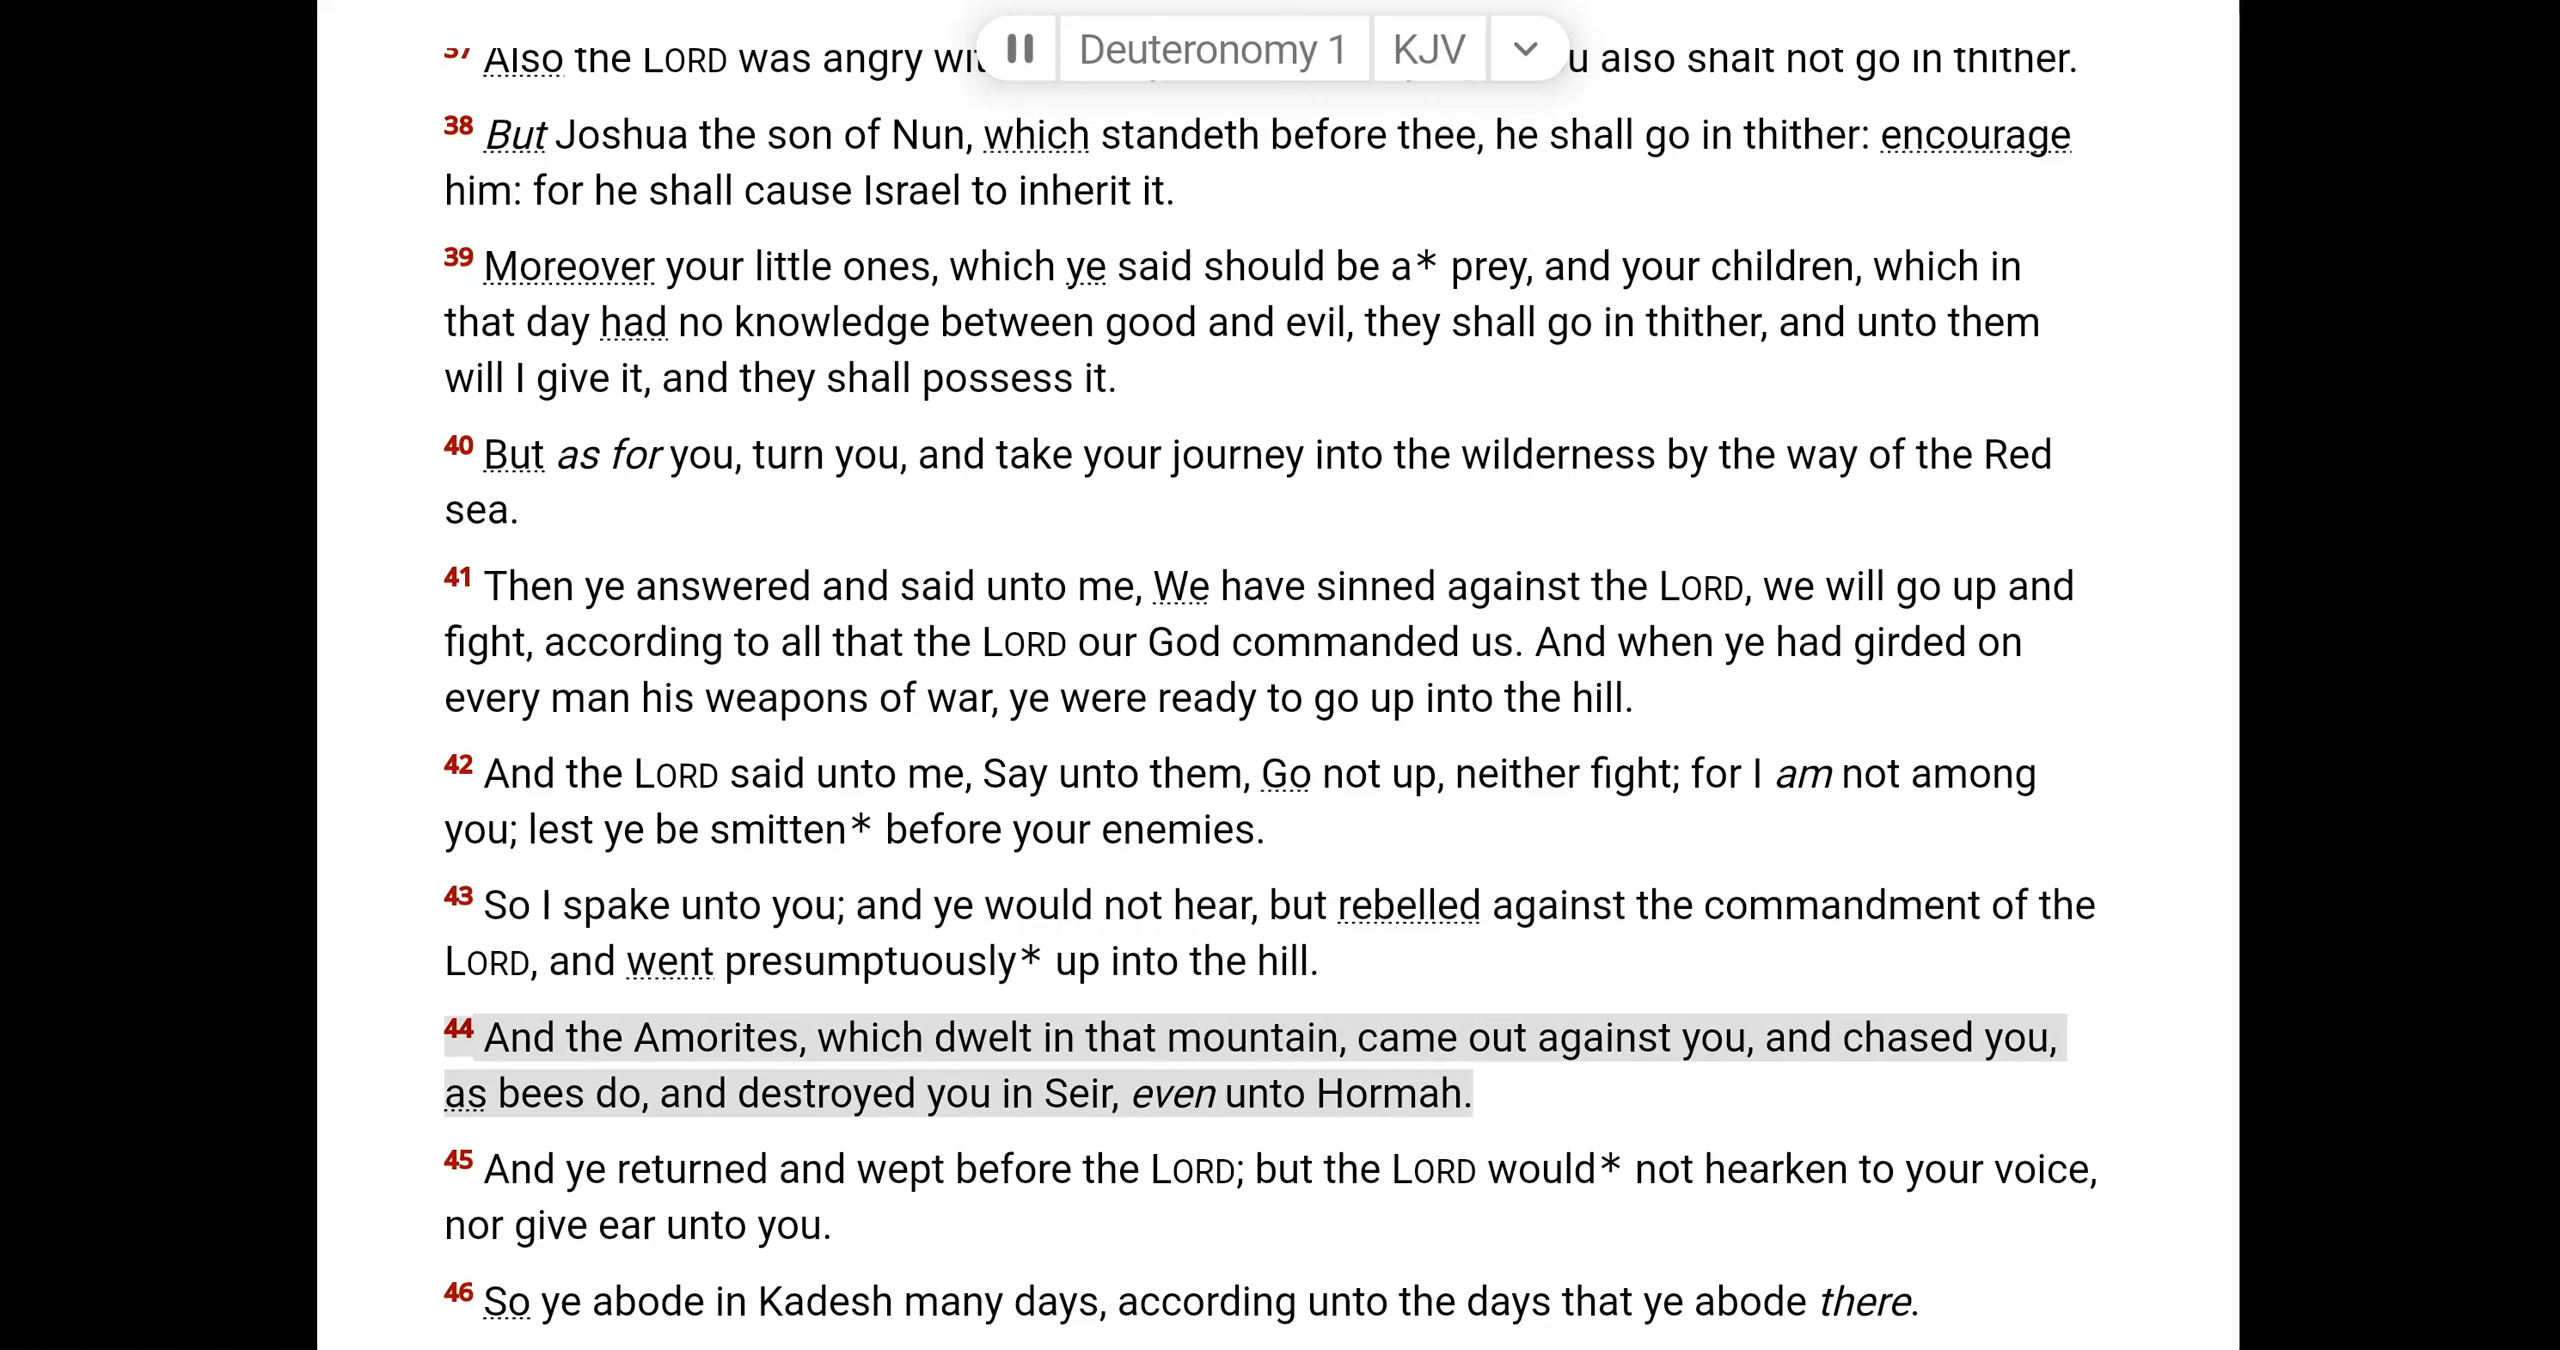 Deuteronomy 1 KJV
37 Also the LORD was angry also shalt not go in thither.
38 But Joshua the son of Nun, which standeth before thee, he shall go in thither: encourage
him: for he shall cause Israel to inherit it.
39 Moreover your little ones, which ye said should be a* prey, and your children, which in
that day had no knowledge between good and evil, they shall go in thither, and unto them
will I give it, and they shall possess it.
40 But as for you, turn you, and take your journey into the wilderness by the way of the Red
sea.
41 Then ye answered and said unto me, We have sinned against the LORD, we will go up and
fight, according to all that the LORD our God commanded us. And when ye had girded on
every man his weapons of war, ye were ready to go up into the hill.
42 And the LORD said unto me, Say unto them, Go not up, neither fight; for I am not among
you; lest ye be smitten* before your enemies.
43 So I spake unto you; and ye would not hear, but rebelled against the commandment of the
LORD, and went presumptuously* up into the hill.
44 And the Amorites, which dwelt in that mountain, came out against you, and chased you,
as bees do, and destroyed you in Seir, even unto Hormah.
45 And ye returned and wept before the LORD; but the LORD would* not hearken to your voice,
nor give ear unto you.
46 So ye abode in Kadesh many days, according unto the days that ye abode there.